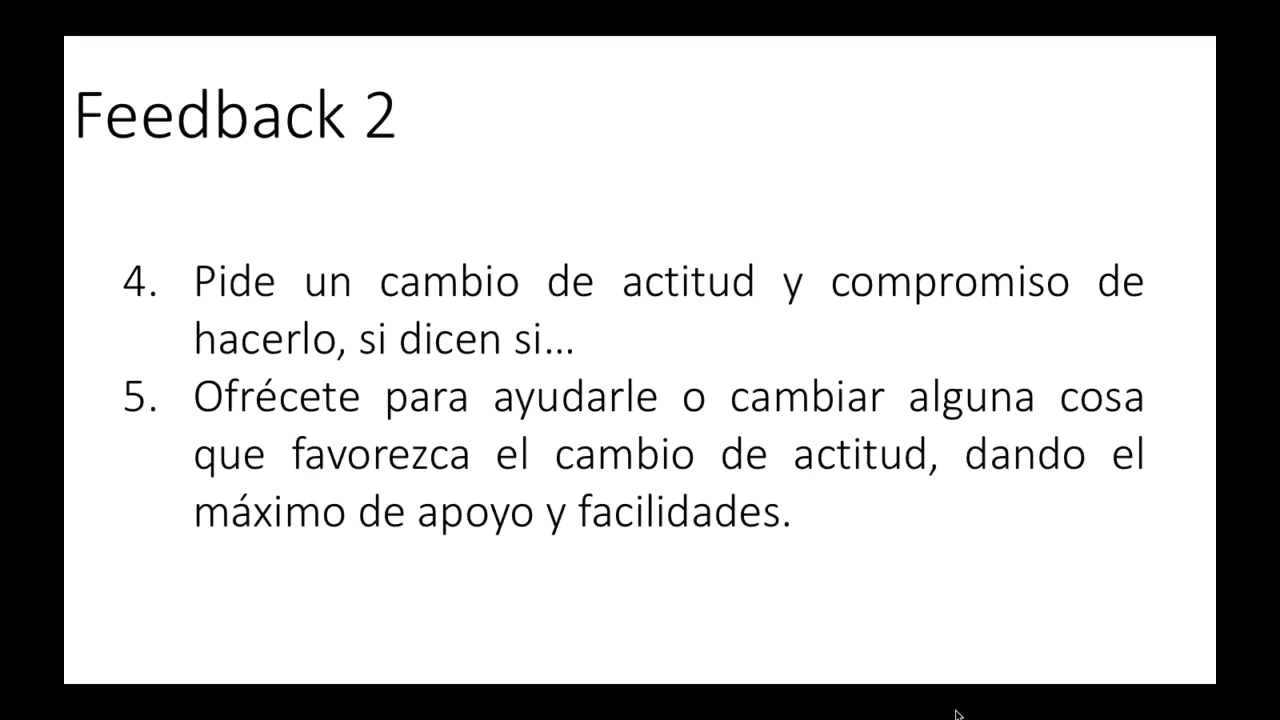 Feedback 2
4. Pide un cambio de actitud y compromiso de
hacerlo, si dicen si...
5. Ofrécete para ayudarle o cambiar alguna cosa
que favorezca el cambio de actitud, dando el
máximo de apoyo y facilidades.